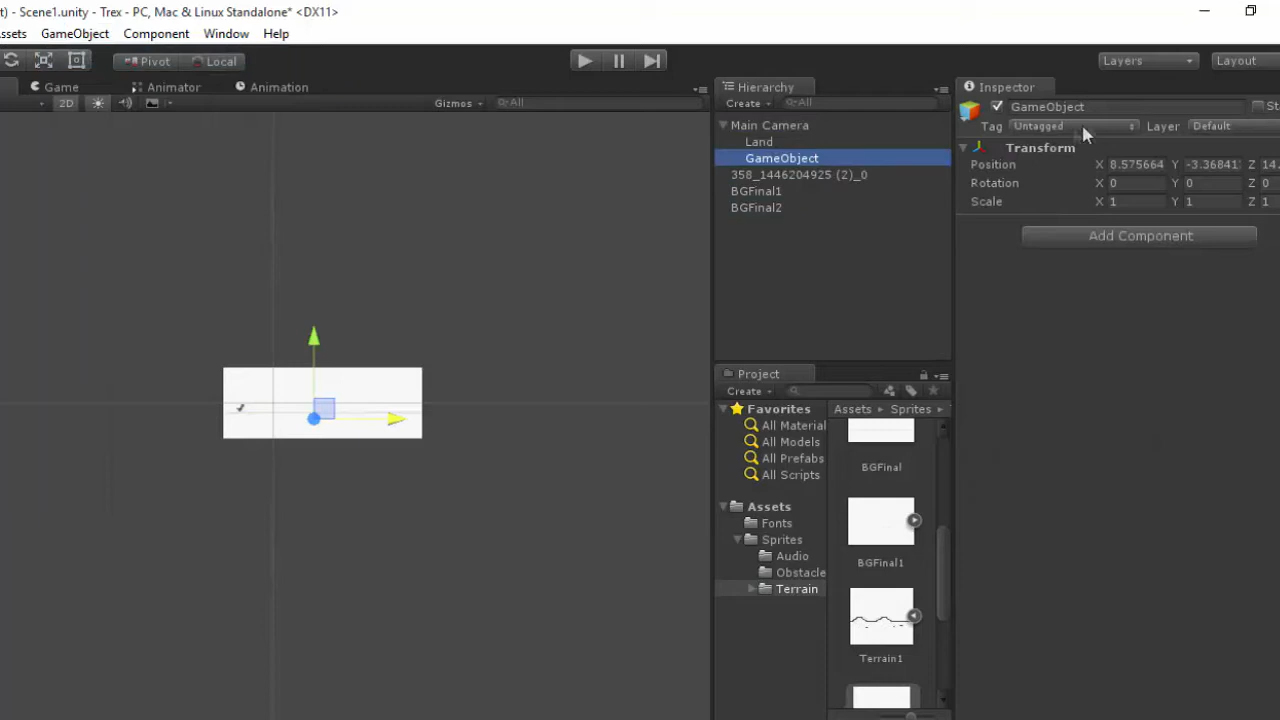 t) - Scene1.unity - Trex - PC, Mac & Linux Standalone* <DX11>
ssets GameObject Component Window Help
Pivot Local Layers Layout
Game Animator Animation Hierarchy Inspector
2D Gizmos All Create All GameObject St
Main Camera Tag Untagged Layer Default
Land Transform
GameObject Position X 8.575664 Y -3.36841 Z 14.
358_1446204925 (2)_0 Rotation X 0 Y 0 Z 0
BGFinal1 Scale X 1 Y 1 Z 1
BGFinal2
Add Component
Project
Create
Favorites Assets Sprites
All Material
All Models
All Prefabs BGFinal
All Scripts
Assets
Fonts
Sprites
Audio BGFinal1
Obstacle
Terrain
Terrain1